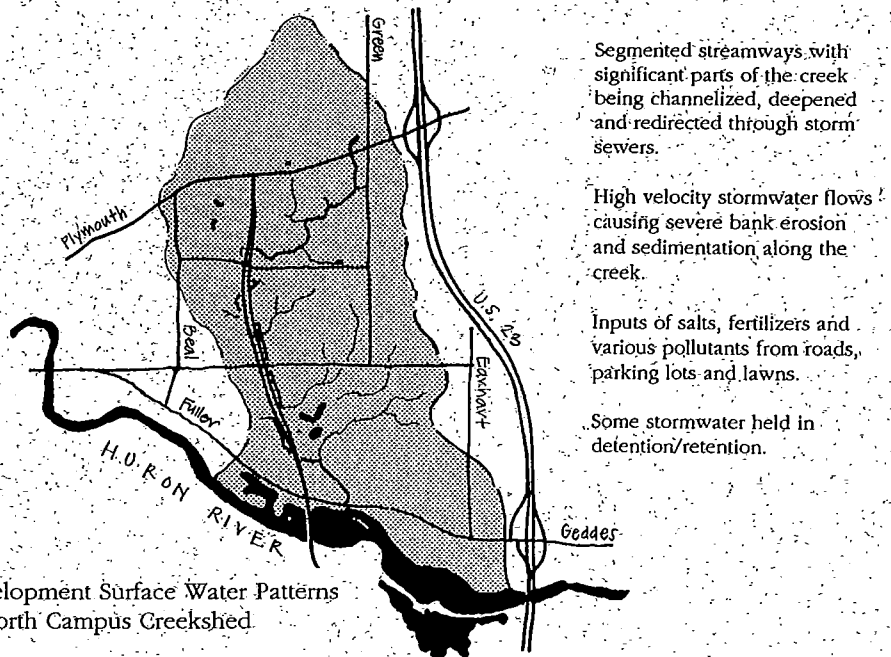 Green
Segmented streamways with
significant parts of the creek
being channelized, deepened
and redirected through storm
sewers.
High velocity stormwater flows
causing severe bank erosion
and sedimentation along the
creek.
Inputs of salts, fertilizers and
various pollutants from roads,
parking lots and lawns.
Some stormwater held in
detention/retention.
Plymouth
U.S. 23
Beal
Earhart
Fuller
HURON RIVER
Geddes
elopment Surface Water Patterns
orth Campus Creekshed